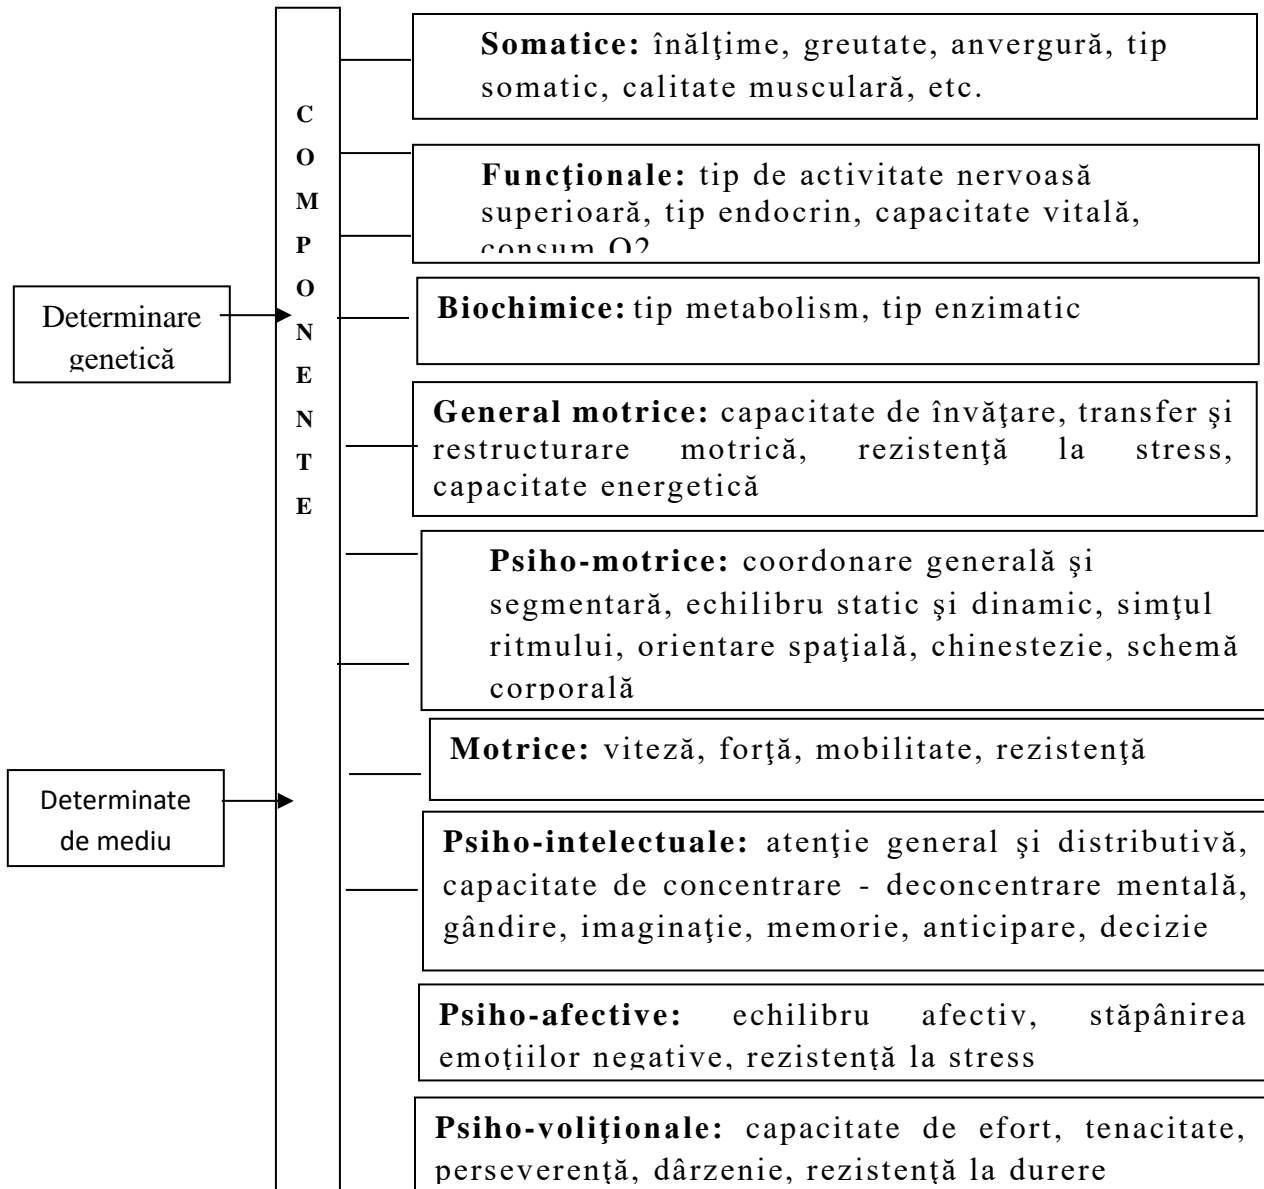 Somatice: înălţime, greutate, anvergură, tip
somatic, calitate musculară, etc.
C
O
M
P
O
N
E
N
T
E
Funcţionale: tip de activitate nervoasă
superioară, tip endocrin, capacitate vitală,
consum O2
Determinare
genetică
Biochimice: tip metabolism, tip enzimatic
General motrice: capacitate de învăţare, transfer şi
restructurare motrică, rezistenţă la stress,
capacitate energetică
Psiho-motrice: coordonare generală şi
segmentară, echilibru static şi dinamic, simţul
ritmului, orientare spaţială, chinestezie, schemă
corporală
Motrice: viteză, forţă, mobilitate, rezistenţă
Determinate
de mediu
Psiho-intelectuale: atenţie general şi distributivă,
capacitate de concentrare - deconcentrare mentală,
gândire, imaginaţie, memorie, anticipare, decizie
Psiho-afective: echilibru afectiv, stăpânirea
emoţiilor negative, rezistenţă la stress
Psiho-voliţionale: capacitate de efort, tenacitate,
perseverenţă, dârzenie, rezistenţă la durere